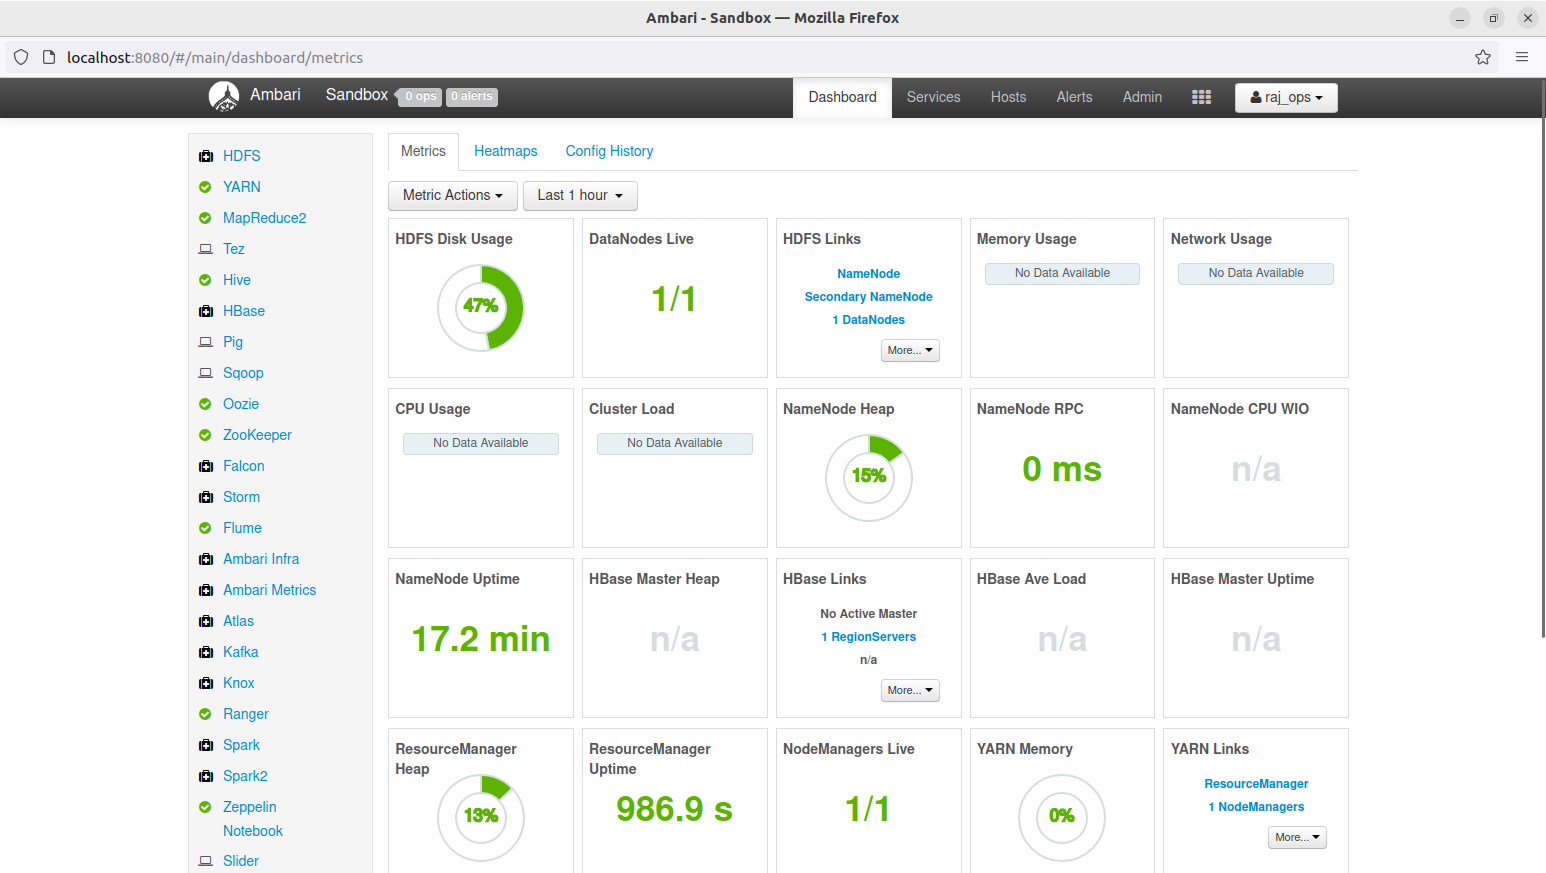 Ambari - Sandbox — Mozilla Firefox
localhost:8080/#/main/dashboard/metrics
Ambari
Sandbox
0 ops
0 alerts
Dashboard
Services
Hosts
Alerts
Admin
raj_ops
HDFS
YARN
MapReduce2
Tez
Hive
HBase
Pig
Sqoop
Oozie
ZooKeeper
Falcon
Storm
Flume
Ambari Infra
Ambari Metrics
Atlas
Kafka
Knox
Ranger
Spark
Spark2
Zeppelin
Notebook
Slider
Metrics
Heatmaps
Config History
Metric Actions
Last 1 hour
HDFS Disk Usage
47%
DataNodes Live
1/1
HDFS Links
NameNode
Secondary NameNode
1 DataNodes
More...
Memory Usage
No Data Available
Network Usage
No Data Available
CPU Usage
No Data Available
Cluster Load
No Data Available
NameNode Heap
15%
NameNode RPC
0 ms
NameNode CPU WIO
n/a
NameNode Uptime
17.2 min
HBase Master Heap
n/a
HBase Links
No Active Master
1 RegionServers
n/a
More...
HBase Ave Load
n/a
HBase Master Uptime
n/a
ResourceManager
Heap
13%
ResourceManager
Uptime
986.9 s
NodeManagers Live
1/1
YARN Memory
0%
YARN Links
ResourceManager
1 NodeManagers
More...